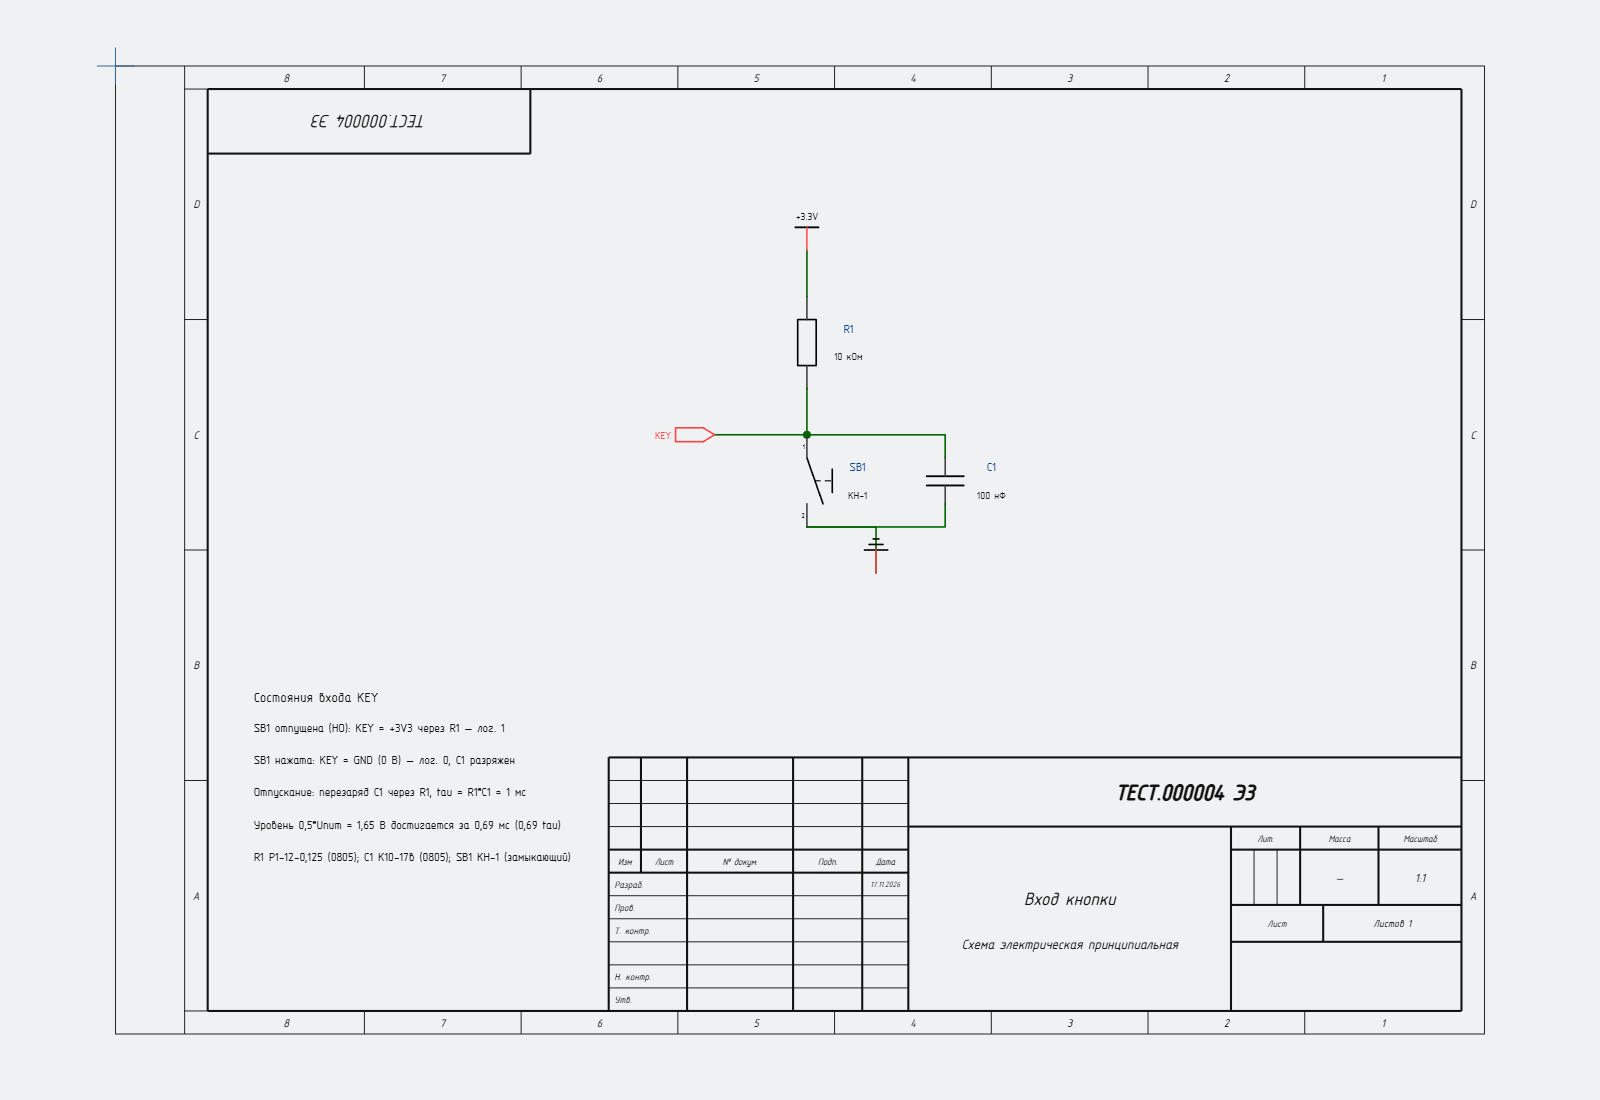 8 7 6 5 4 3 2 1
ТЕСТ.000004 ЭЗ
D D
+3.3V
R1
10 кОм
C C
KEY
1
SB1
КН-1
2
C1
100 нФ
B B
Состояния входа KEY
SB1 отпущена (НО): KEY = +3V3 через R1 — лог. 1
SB1 нажата: KEY = GND (0 В) — лог. 0, C1 разряжен
Отпускание: перезаряд C1 через R1, tau = R1*C1 = 1 мс
Уровень 0,5*Uпит = 1,65 В достигается за 0,69 мс (0,69 tau)
R1 Р1-12-0,125 (0805); C1 К10-17в (0805); SB1 КН-1 (замыкающий)
ТЕСТ.000004 ЭЗ
Изм Лист № докум. Подп. Дата
Разраб. 17.11.2026
Пров.
Т. контр.
Н. контр.
Утв.
Вход кнопки
Схема электрическая принципиальная
Лит. Масса Масштаб
— 1:1
Лист Листов 1
A A
8 7 6 5 4 3 2 1